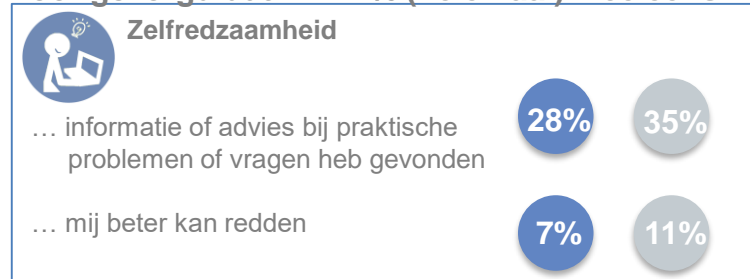 Zelfredzaamheid
… informatie of advies bij praktische
problemen of vragen heb gevonden
28% 35%
… mij beter kan redden
7% 11%